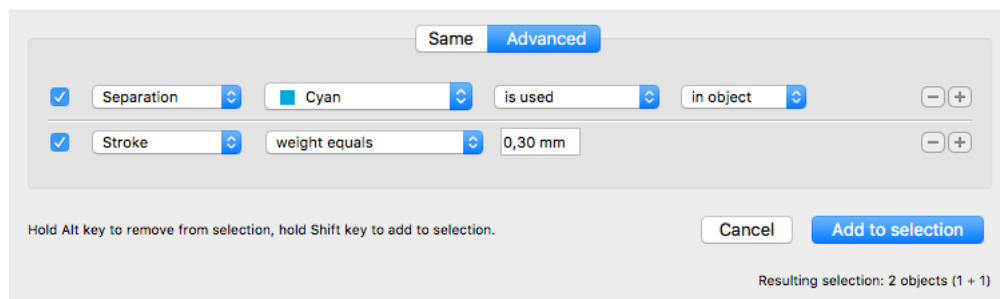 Same Advanced
Separation Cyan is used in object
Stroke weight equals 0,30 mm
Hold Alt key to remove from selection, hold Shift key to add to selection. Cancel Add to selection
Resulting selection: 2 objects (1 + 1)